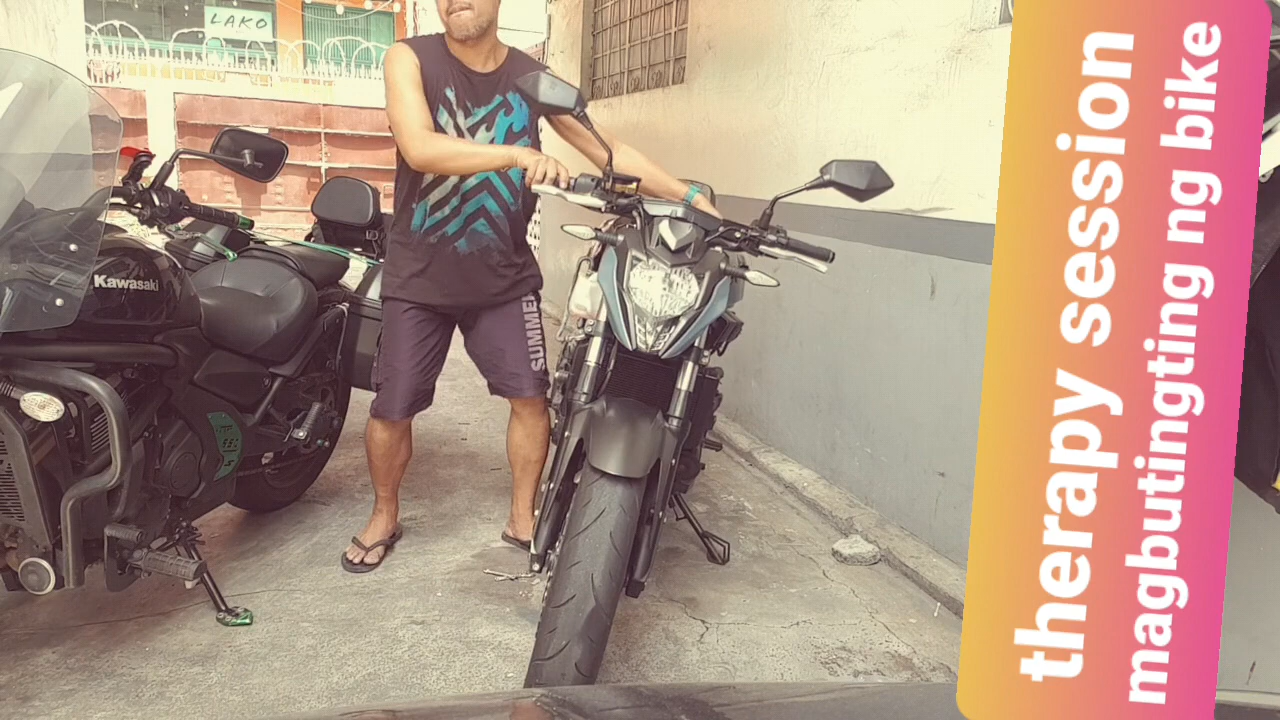 LAKO
Kawasaki
SUMMER
therapy session
magbutingting ng bike